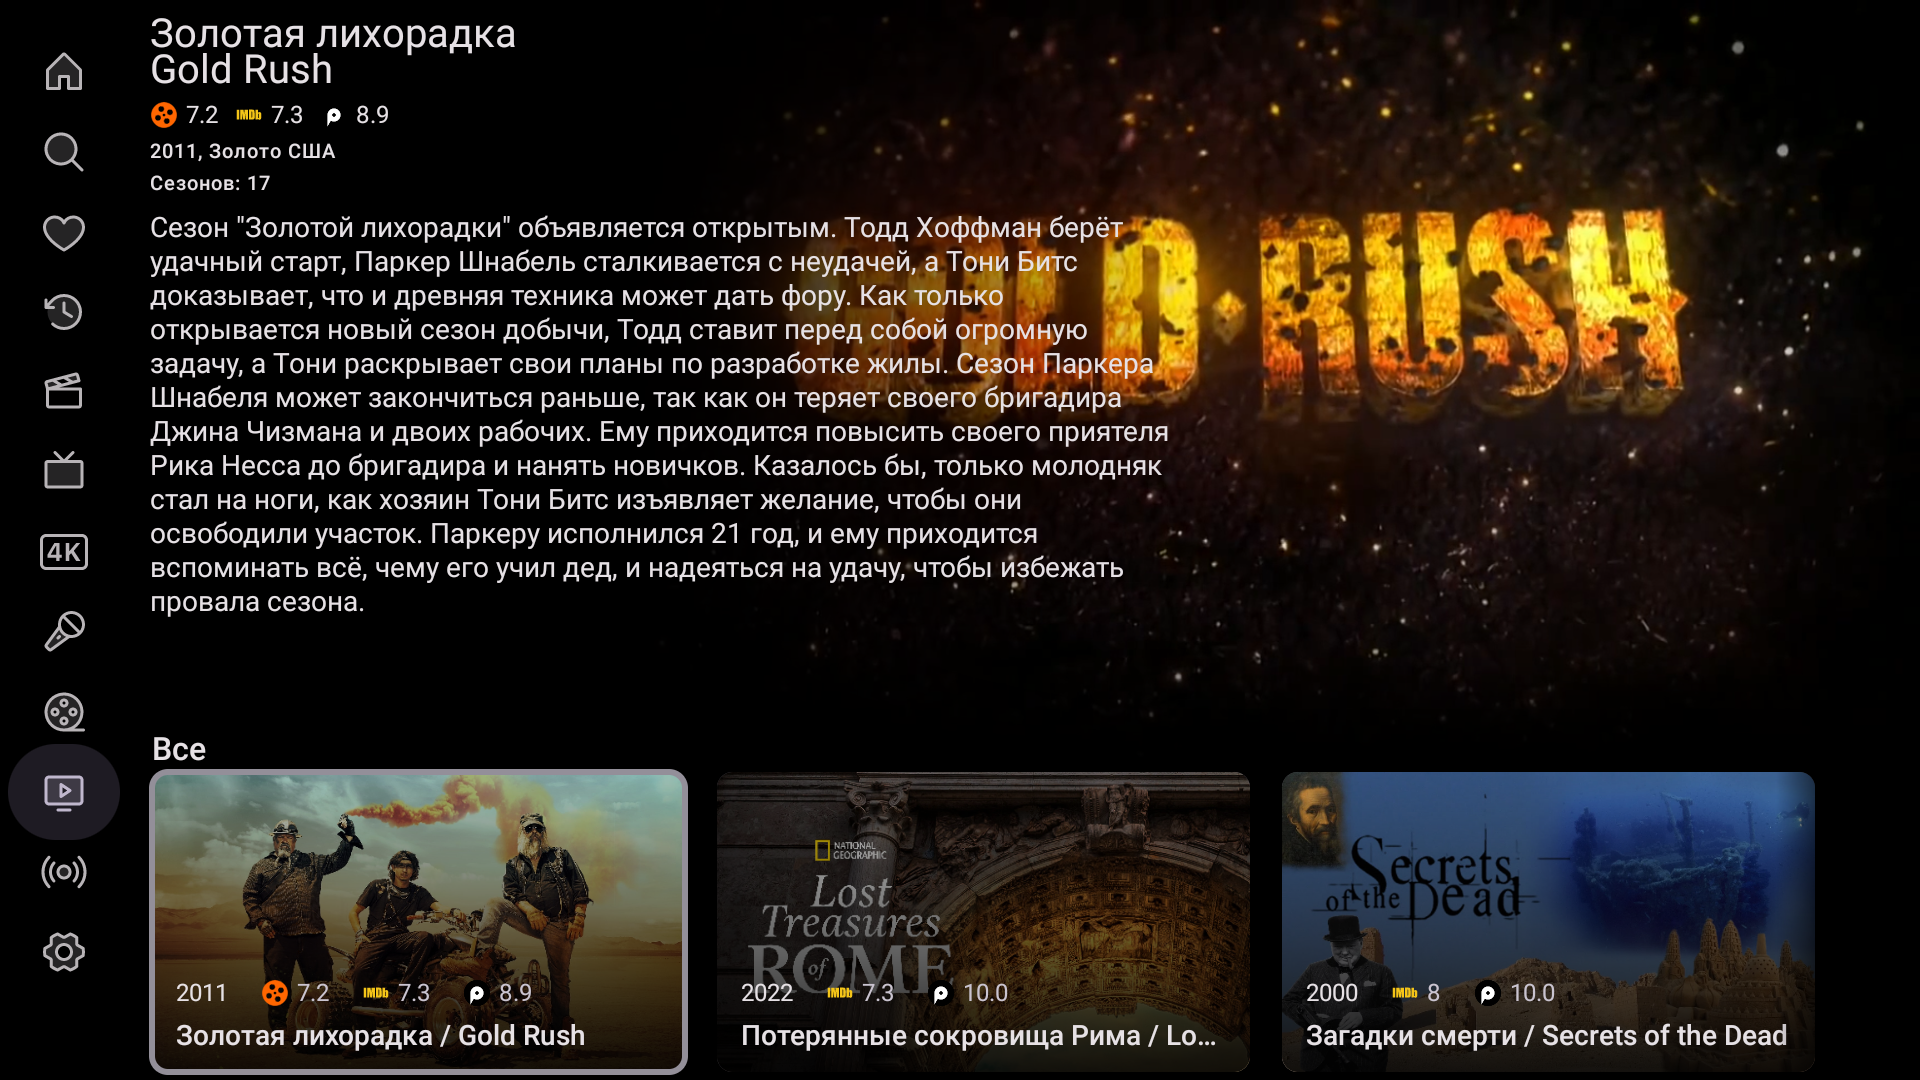 Золотая лихорадка
Gold Rush
7.2 IMDb 7.3 8.9
2011, Золото США
Сезонов: 17
Сезон "Золотой лихорадки" объявляется открытым. Тодд Хоффман берёт
удачный старт, Паркер Шнабель сталкивается с неудачей, а Тони Битс
доказывает, что и древняя техника может дать фору. Как только
открывается новый сезон добычи, Тодд ставит перед собой огромную
задачу, а Тони раскрывает свои планы по разработке жилы. Сезон Паркера
Шнабеля может закончиться раньше, так как он теряет своего бригадира
Джина Чизмана и двоих рабочих. Ему приходится повысить своего приятеля
Рика Несса до бригадира и нанять новичков. Казалось бы, только молодняк
стал на ноги, как хозяин Тони Битс изъявляет желание, чтобы они
освободили участок. Паркеру исполнился 21 год, и ему приходится
вспоминать всё, чему его учил дед, и надеяться на удачу, чтобы избежать
провала сезона.
GOLD RUSH
4K
Все
2011 7.2 IMDb 7.3 8.9
Золотая лихорадка / Gold Rush
NATIONAL
GEOGRAPHIC
Lost
Treasures
of ROME
2022 IMDb 7.3 10.0
Потерянные сокровища Рима / Lo...
Secrets
of the Dead
2000 IMDb 8 10.0
Загадки смерти / Secrets of the Dead